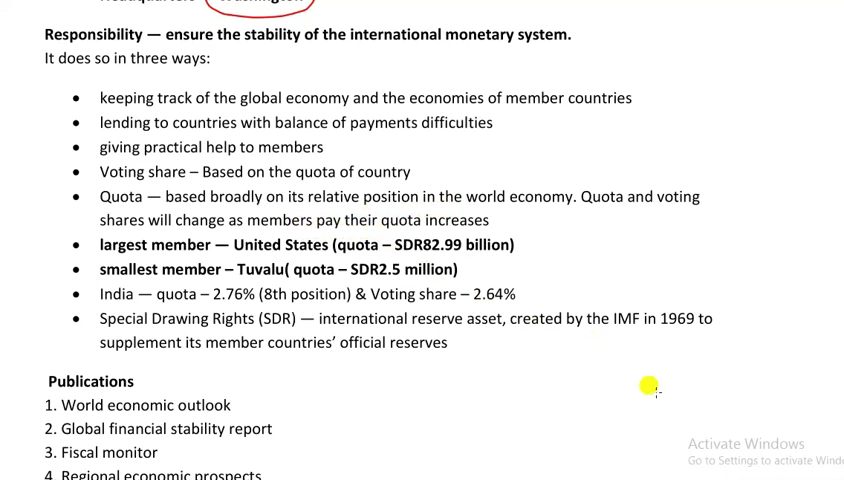 Headquarters – Washington
Responsibility — ensure the stability of the international monetary system.
It does so in three ways:
• keeping track of the global economy and the economies of member countries
• lending to countries with balance of payments difficulties
• giving practical help to members
• Voting share – Based on the quota of country
• Quota — based broadly on its relative position in the world economy. Quota and voting
shares will change as members pay their quota increases
• largest member — United States (quota – SDR82.99 billion)
• smallest member – Tuvalu( quota – SDR2.5 million)
• India — quota – 2.76% (8th position) & Voting share – 2.64%
• Special Drawing Rights (SDR) — international reserve asset, created by the IMF in 1969 to
supplement its member countries’ official reserves
Publications
1. World economic outlook
2. Global financial stability report
3. Fiscal monitor
4. Regional economic prospects
Activate Windows
Go to Settings to activate Wind